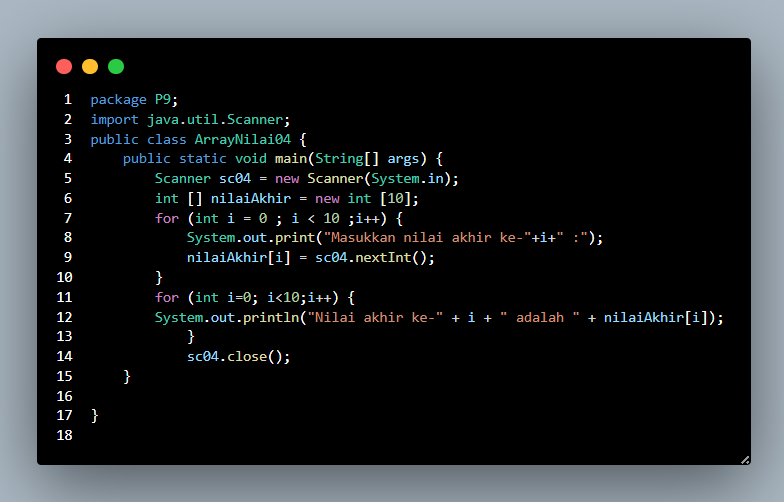 1 package P9;
2 import java.util.Scanner;
3 public class ArrayNilai04 {
4     public static void main(String[] args) {
5         Scanner sc04 = new Scanner(System.in);
6         int [] nilaiAkhir = new int [10];
7         for (int i = 0 ; i < 10 ;i++) {
8             System.out.print("Masukkan nilai akhir ke-"+i+" :");
9             nilaiAkhir[i] = sc04.nextInt();
10         }
11         for (int i=0; i<10;i++) {
12         System.out.println("Nilai akhir ke-" + i + " adalah " + nilaiAkhir[i]);
13             }
14             sc04.close();
15     }
16
17 }
18